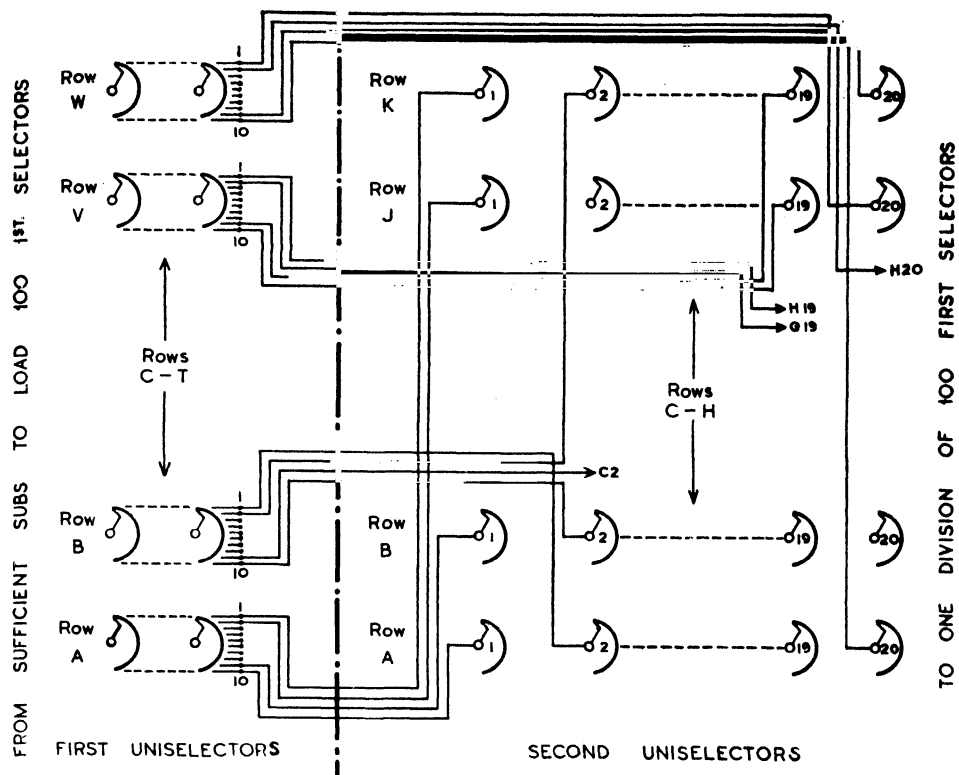 FROM SUFFICIENT SUBS TO LOAD 100 1ST. SELECTORS
Row
W
1
10
Row
V
1
10
Rows
C-T
Row
B
1
10
Row
A
1
10
FIRST UNISELECTORS
Row
K
1
2
19
20
Row
J
1
2
19
20
H20
H19
G19
Rows
C-H
C2
Row
B
1
2
19
20
Row
A
1
2
19
20
SECOND UNISELECTORS
TO ONE DIVISION OF 100 FIRST SELECTORS